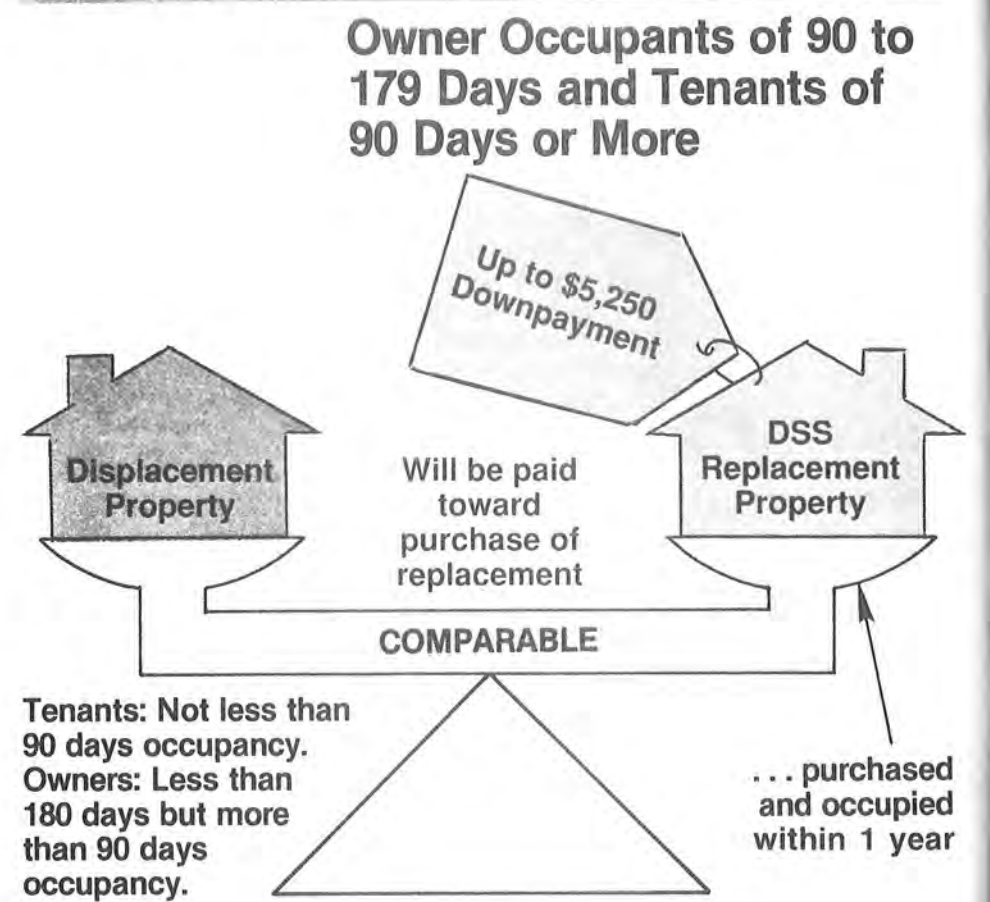 Owner Occupants of 90 to
179 Days and Tenants of
90 Days or More
Up to $5,250
Downpayment
Displacement
Property
Will be paid
toward
purchase of
replacement
DSS
Replacement
Property
COMPARABLE
Tenants: Not less than
90 days occupancy.
Owners: Less than
180 days but more
than 90 days
occupancy.
. . . purchased
and occupied
within 1 year